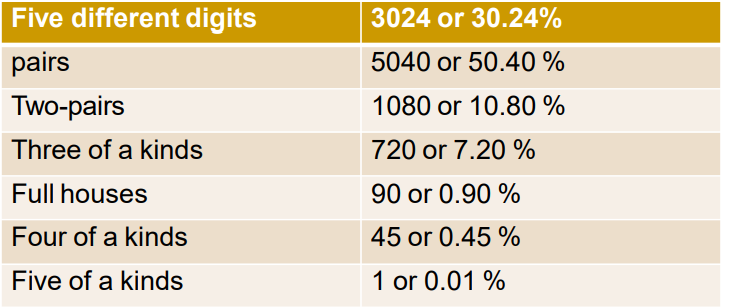 Five different digits 3024 or 30.24%
pairs 5040 or 50.40 %
Two-pairs 1080 or 10.80 %
Three of a kinds 720 or 7.20 %
Full houses 90 or 0.90 %
Four of a kinds 45 or 0.45 %
Five of a kinds 1 or 0.01 %